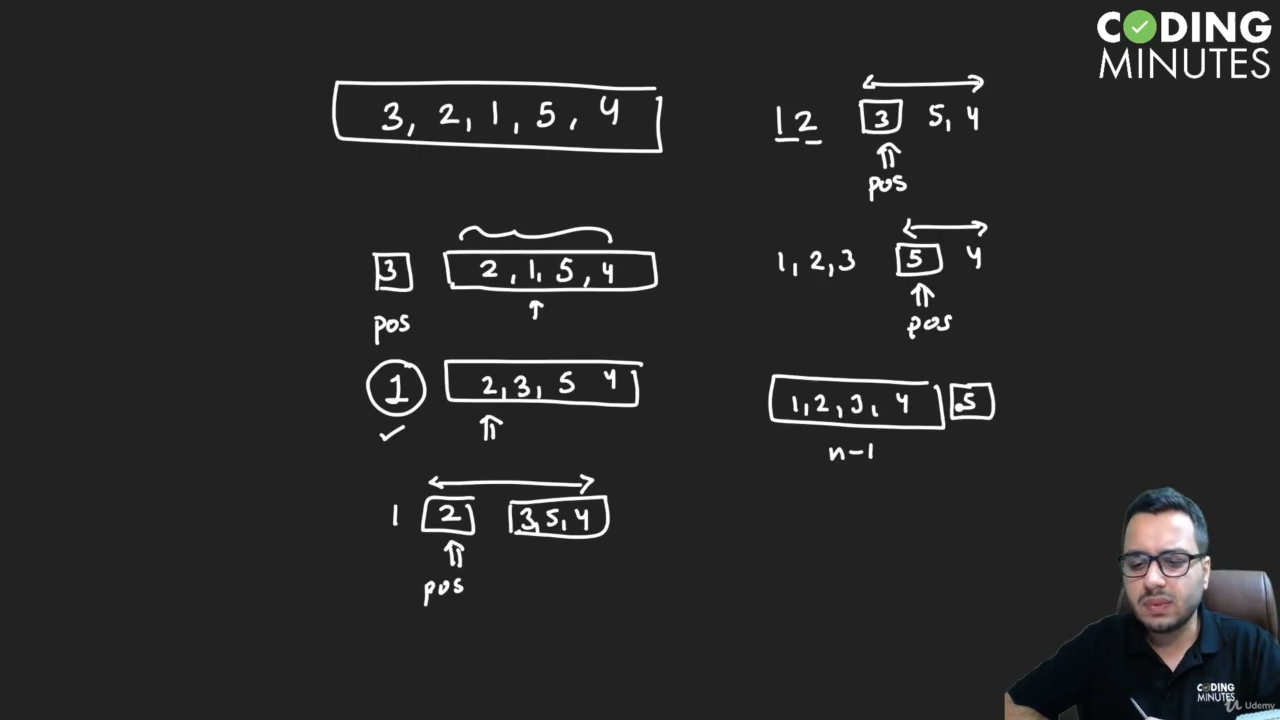 CODING
MINUTES
3, 2, 1, 5, 4
3 2, 1, 5, 4
pos
1 2, 3, 5 4
1 2 3, 5, 4
pos
1 2 3 5, 4
pos
1, 2, 3 5 4
pos
1, 2, 3, 4 5
n-1
CODING
MINUTES
Udemy